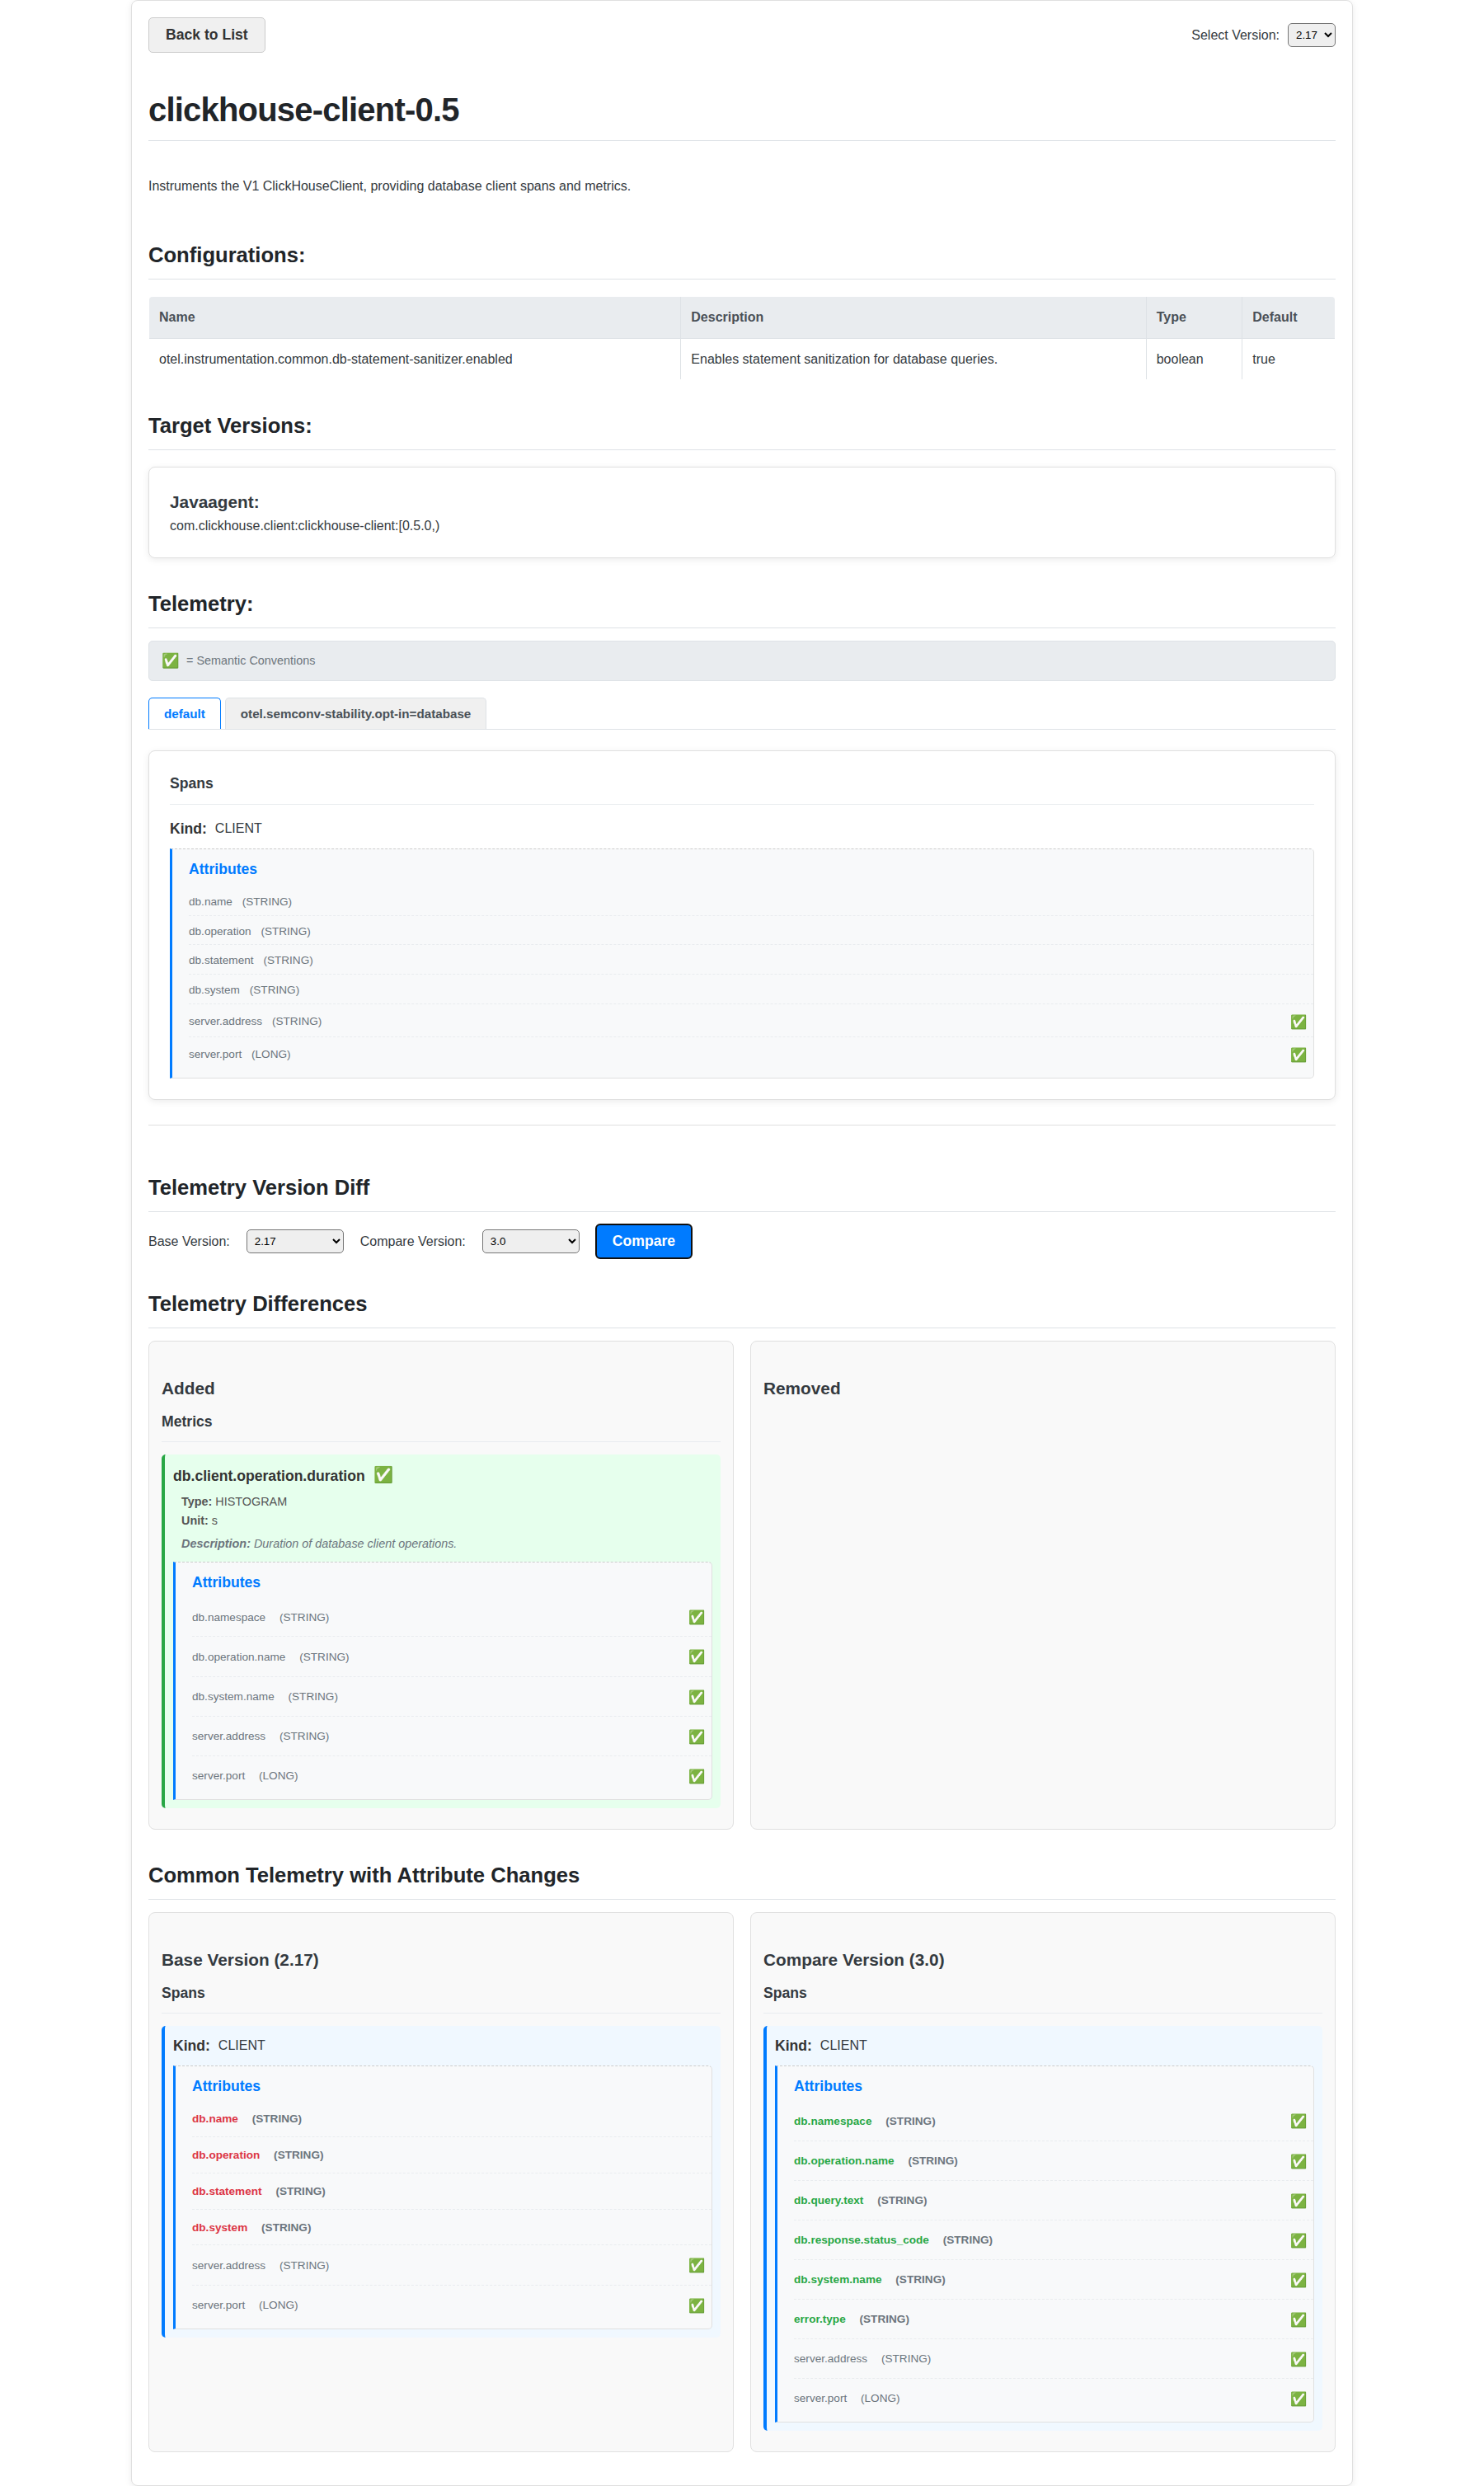 Back to List
Select Version: 2.17
clickhouse-client-0.5
Instruments the V1 ClickHouseClient, providing database client spans and metrics.
Configurations:
Name Description Type Default
otel.instrumentation.common.db-statement-sanitizer.enabled Enables statement sanitization for database queries. boolean true
Target Versions:
Javaagent:
com.clickhouse.client:clickhouse-client:[0.5.0,)
Telemetry:
✅ = Semantic Conventions
default otel.semconv-stability.opt-in=database
Spans
Kind: CLIENT
Attributes
db.name (STRING)
db.operation (STRING)
db.statement (STRING)
db.system (STRING)
server.address (STRING) ✅
server.port (LONG) ✅
Telemetry Version Diff
Base Version: 2.17 Compare Version: 3.0 Compare
Telemetry Differences
Added
Metrics
db.client.operation.duration ✅
Type: HISTOGRAM
Unit: s
Description: Duration of database client operations.
Attributes
db.namespace (STRING) ✅
db.operation.name (STRING) ✅
db.system.name (STRING) ✅
server.address (STRING) ✅
server.port (LONG) ✅
Removed
Common Telemetry with Attribute Changes
Base Version (2.17)
Spans
Kind: CLIENT
Attributes
db.name (STRING)
db.operation (STRING)
db.statement (STRING)
db.system (STRING)
server.address (STRING) ✅
server.port (LONG) ✅
Compare Version (3.0)
Spans
Kind: CLIENT
Attributes
db.namespace (STRING) ✅
db.operation.name (STRING) ✅
db.query.text (STRING) ✅
db.response.status_code (STRING) ✅
db.system.name (STRING) ✅
error.type (STRING) ✅
server.address (STRING) ✅
server.port (LONG) ✅